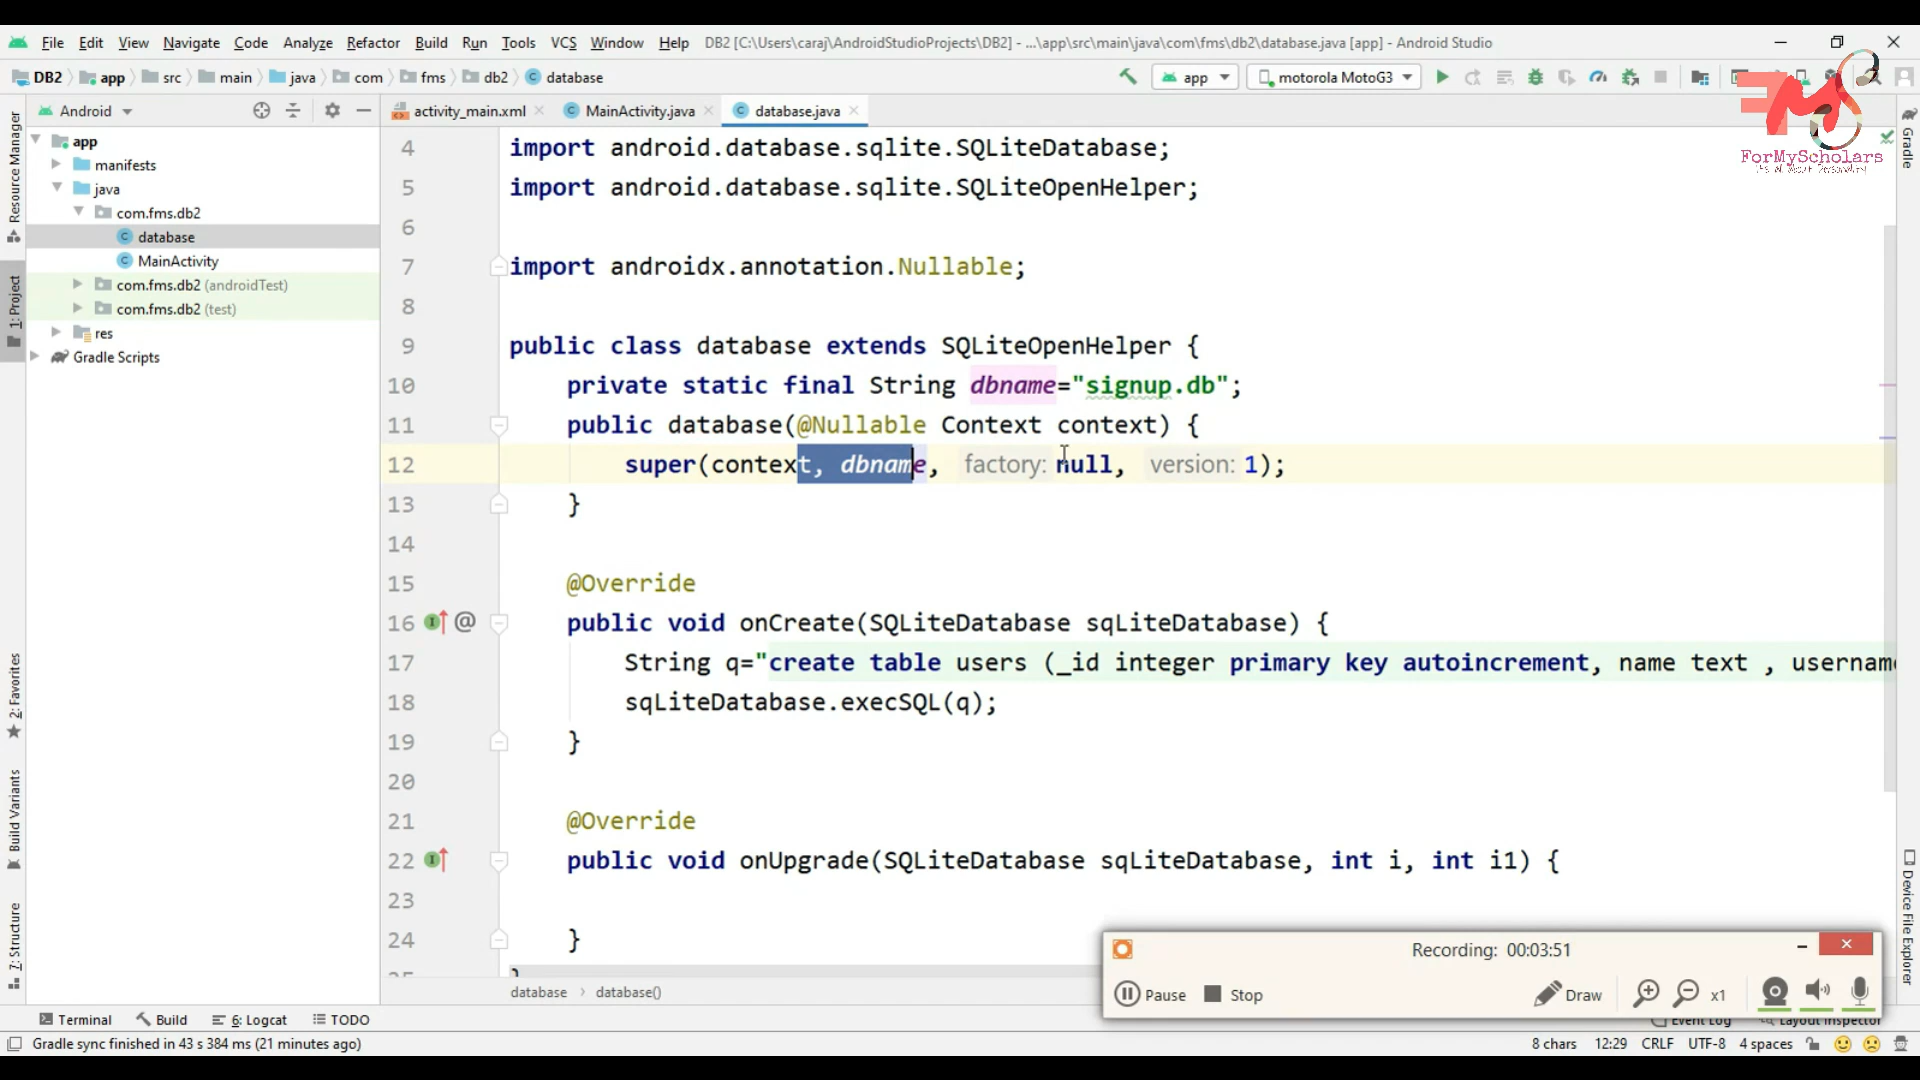 File Edit View Navigate Code Analyze Refactor Build Run Tools VCS Window Help DB2 [C:\Users\caraj\AndroidStudioProjects\DB2] - ...\app\src\main\java\com\fms\db2\database.java [app] - Android Studio
DB2 app src main java com fms db2 database app motorola MotoG3
Android activity_main.xml MainActivity.java database.java
ForMyScholars
Resource Manager
1: Project
2: Favorites
Build Variants
7: Structure
Gradle
Device File Explorer
app
manifests
java
com.fms.db2
database
MainActivity
com.fms.db2 (androidTest)
com.fms.db2 (test)
res
Gradle Scripts
4 import android.database.sqlite.SQLiteDatabase;
5 import android.database.sqlite.SQLiteOpenHelper;
6
7 import androidx.annotation.Nullable;
8
9 public class database extends SQLiteOpenHelper {
10 private static final String dbname="signup.db";
11 public database(@Nullable Context context) {
12 super(context, dbname, factory: null, version: 1);
13 }
14
15 @Override
16 public void onCreate(SQLiteDatabase sqLiteDatabase) {
17 String q="create table users (_id integer primary key autoincrement, name text , username
18 sqLiteDatabase.execSQL(q);
19 }
20
21 @Override
22 public void onUpgrade(SQLiteDatabase sqLiteDatabase, int i, int i1) {
23
24 }
25 }
database database()
Recording: 00:03:51
Pause Stop Draw x1
Terminal Build 6: Logcat TODO Event Log Layout Inspector
Gradle sync finished in 43 s 384 ms (21 minutes ago) 8 chars 12:29 CRLF UTF-8 4 spaces